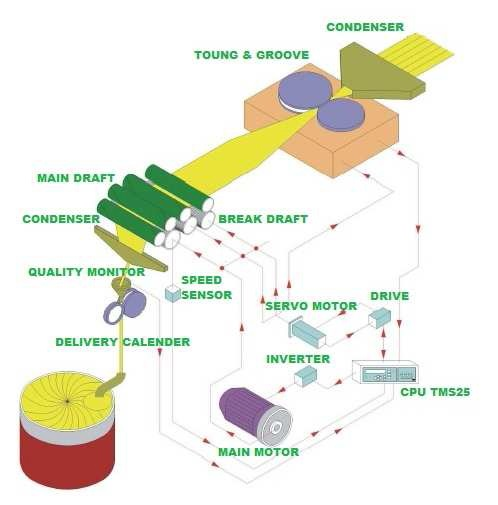 CONDENSER
TOUNG & GROOVE
MAIN DRAFT
CONDENSER
BREAK DRAFT
QUALITY MONITOR
SPEED
SENSOR
SERVO MOTOR
DRIVE
DELIVERY CALENDER
INVERTER
CPU TMS25
MAIN MOTOR